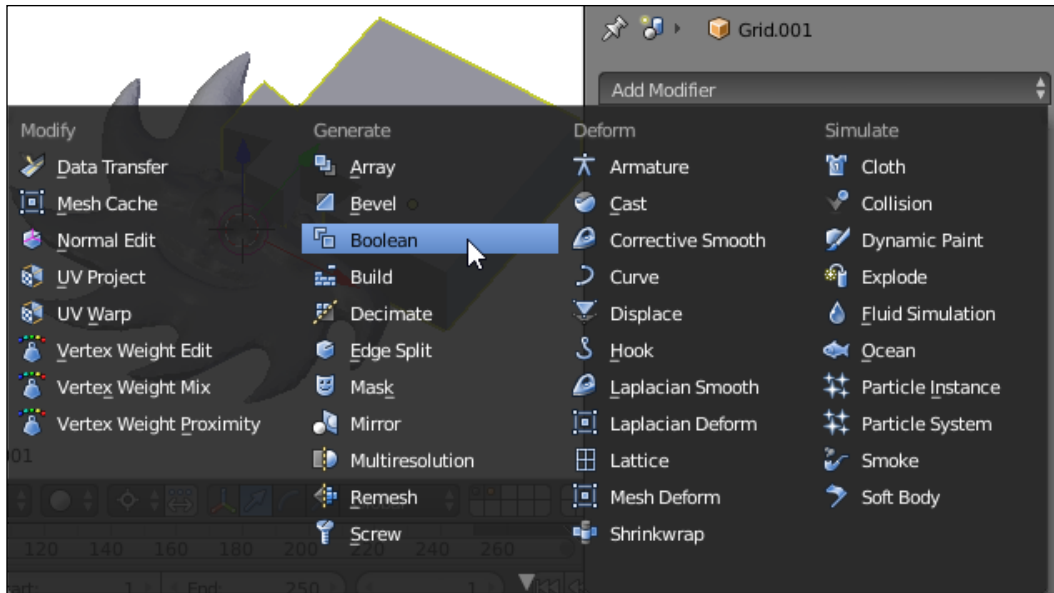 Grid.001
Add Modifier
Modify
Data Transfer
Mesh Cache
Normal Edit
UV Project
UV Warp
Vertex Weight Edit
Vertex Weight Mix
Vertex Weight Proximity
Generate
Array
Bevel
Boolean
Build
Decimate
Edge Split
Mask
Mirror
Multiresolution
Remesh
Screw
Deform
Armature
Cast
Corrective Smooth
Curve
Displace
Hook
Laplacian Smooth
Laplacian Deform
Lattice
Mesh Deform
Shrinkwrap
Simulate
Cloth
Collision
Dynamic Paint
Explode
Fluid Simulation
Ocean
Particle Instance
Particle System
Smoke
Soft Body
120 140 160 180 200 220 240 260
1 End: 250 1